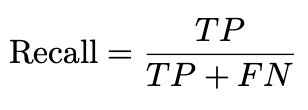 Recall = TP / (TP + FN)